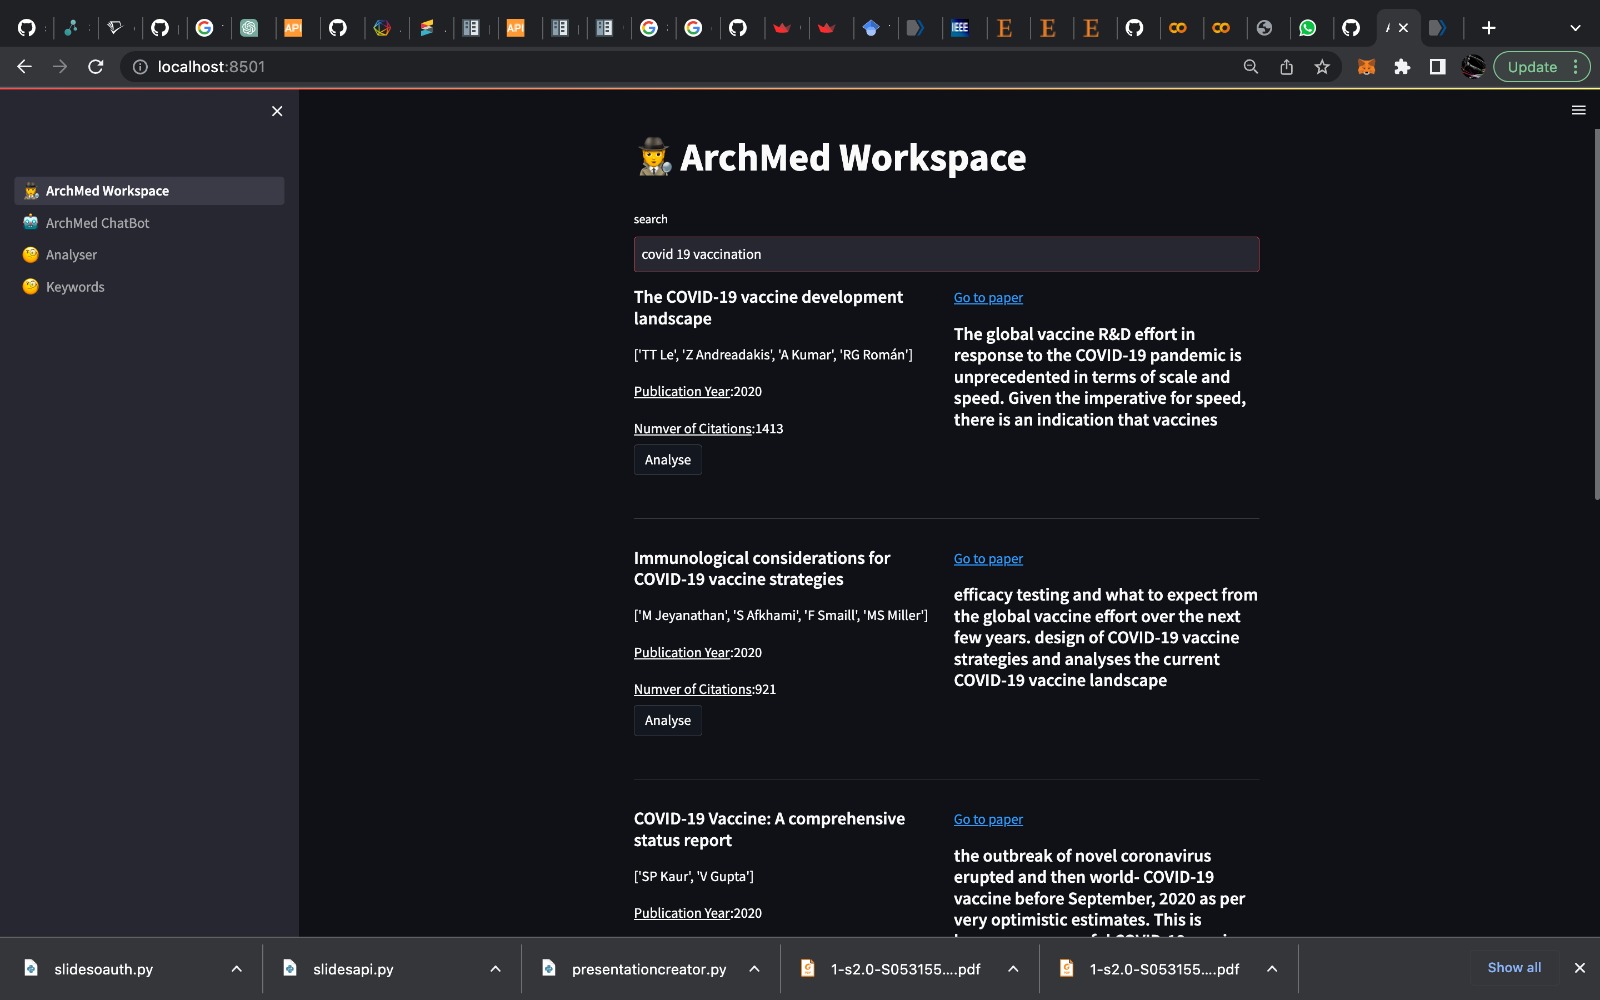 API
API
IEEE
E
E
E
A
localhost:8501
Update
ArchMed Workspace
ArchMed ChatBot
Analyser
Keywords
ArchMed Workspace
search
covid 19 vaccination
The COVID-19 vaccine development
landscape
['TT Le', 'Z Andreadakis', 'A Kumar', 'RG Román']
Publication Year:2020
Numver of Citations:1413
Analyse
Go to paper
The global vaccine R&D effort in
response to the COVID-19 pandemic is
unprecedented in terms of scale and
speed. Given the imperative for speed,
there is an indication that vaccines
Immunological considerations for
COVID-19 vaccine strategies
['M Jeyanathan', 'S Afkhami', 'F Smaill', 'MS Miller']
Publication Year:2020
Numver of Citations:921
Analyse
Go to paper
efficacy testing and what to expect from
the global vaccine effort over the next
few years. design of COVID-19 vaccine
strategies and analyses the current
COVID-19 vaccine landscape
COVID-19 Vaccine: A comprehensive
status report
['SP Kaur', 'V Gupta']
Publication Year:2020
Go to paper
the outbreak of novel coronavirus
erupted and then world- COVID-19
vaccine before September, 2020 as per
very optimistic estimates. This is
slidesoauth.py
slidesapi.py
presentationcreator.py
1-s2.0-S053155....pdf
1-s2.0-S053155....pdf
Show all